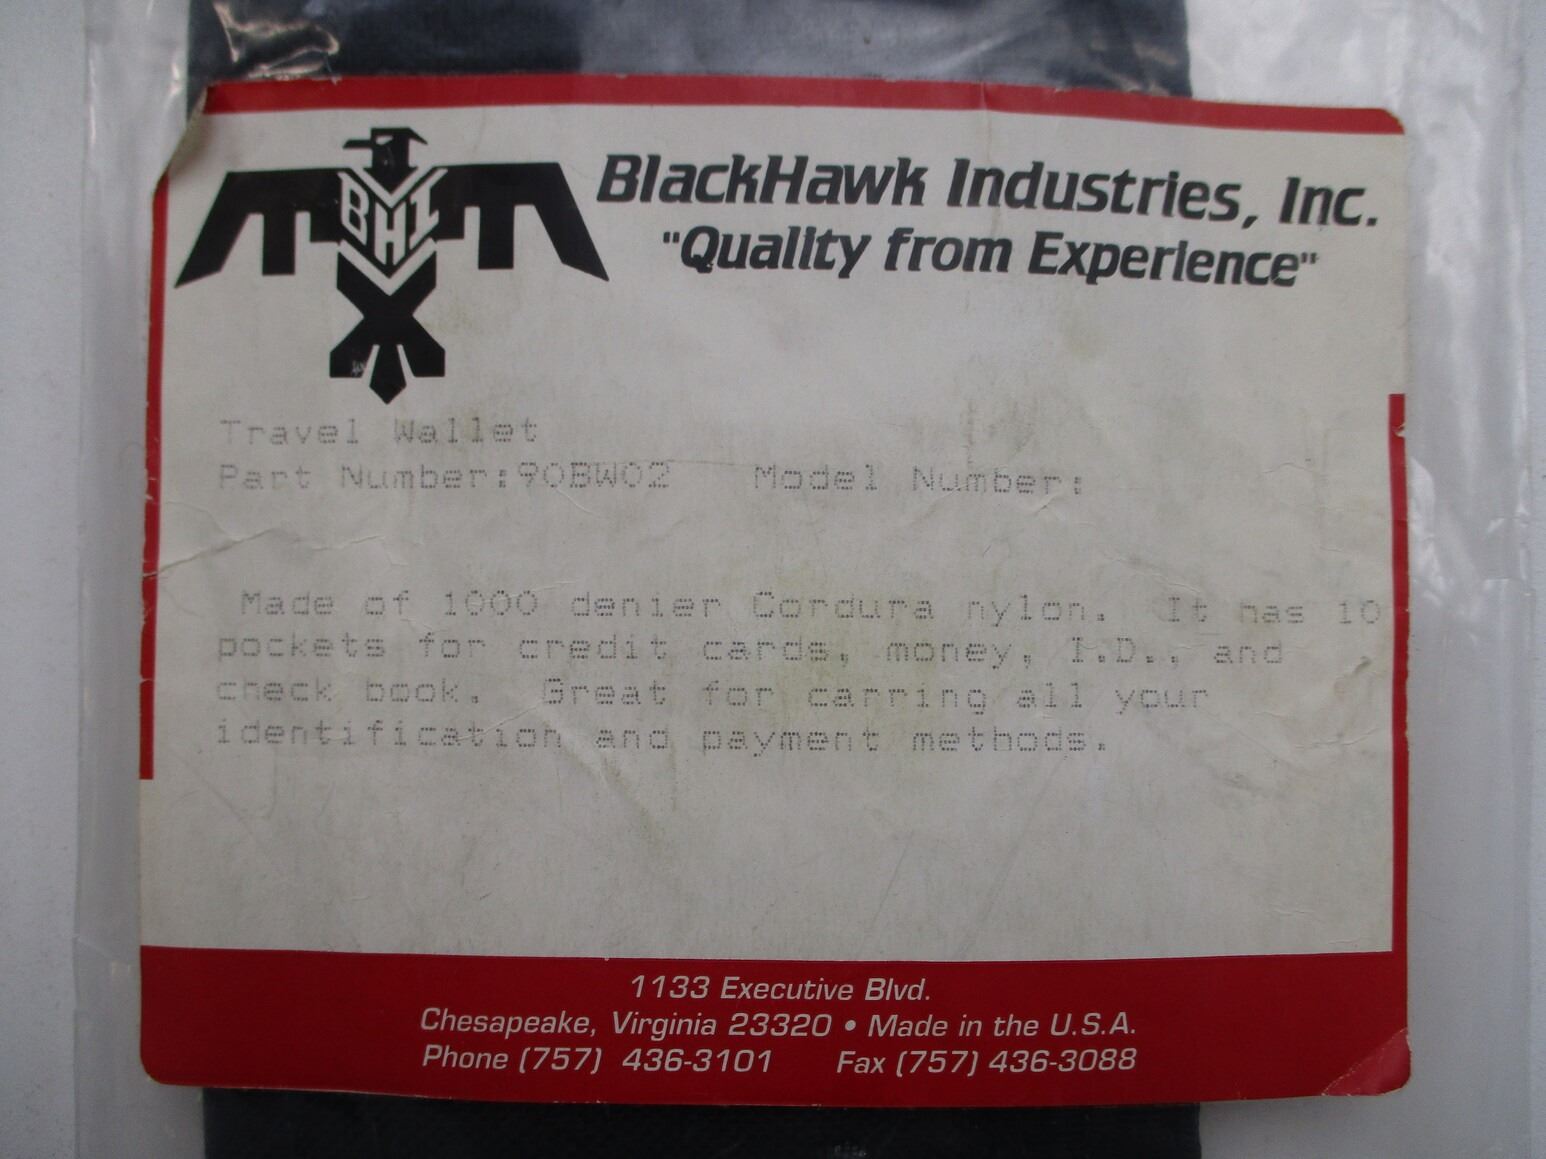 BHI
BlackHawk Industries, Inc.
"Quality from Experience"
Travel Wallet
Part Number:90BW02 Model Number:
Made of 1000 denier Cordura nylon. It has 10
pockets for credit cards, money, I.D., and
check book. Great for carring all your
identification and payment methods.
1133 Executive Blvd.
Chesapeake, Virginia 23320 • Made in the U.S.A.
Phone (757) 436-3101 Fax (757) 436-3088